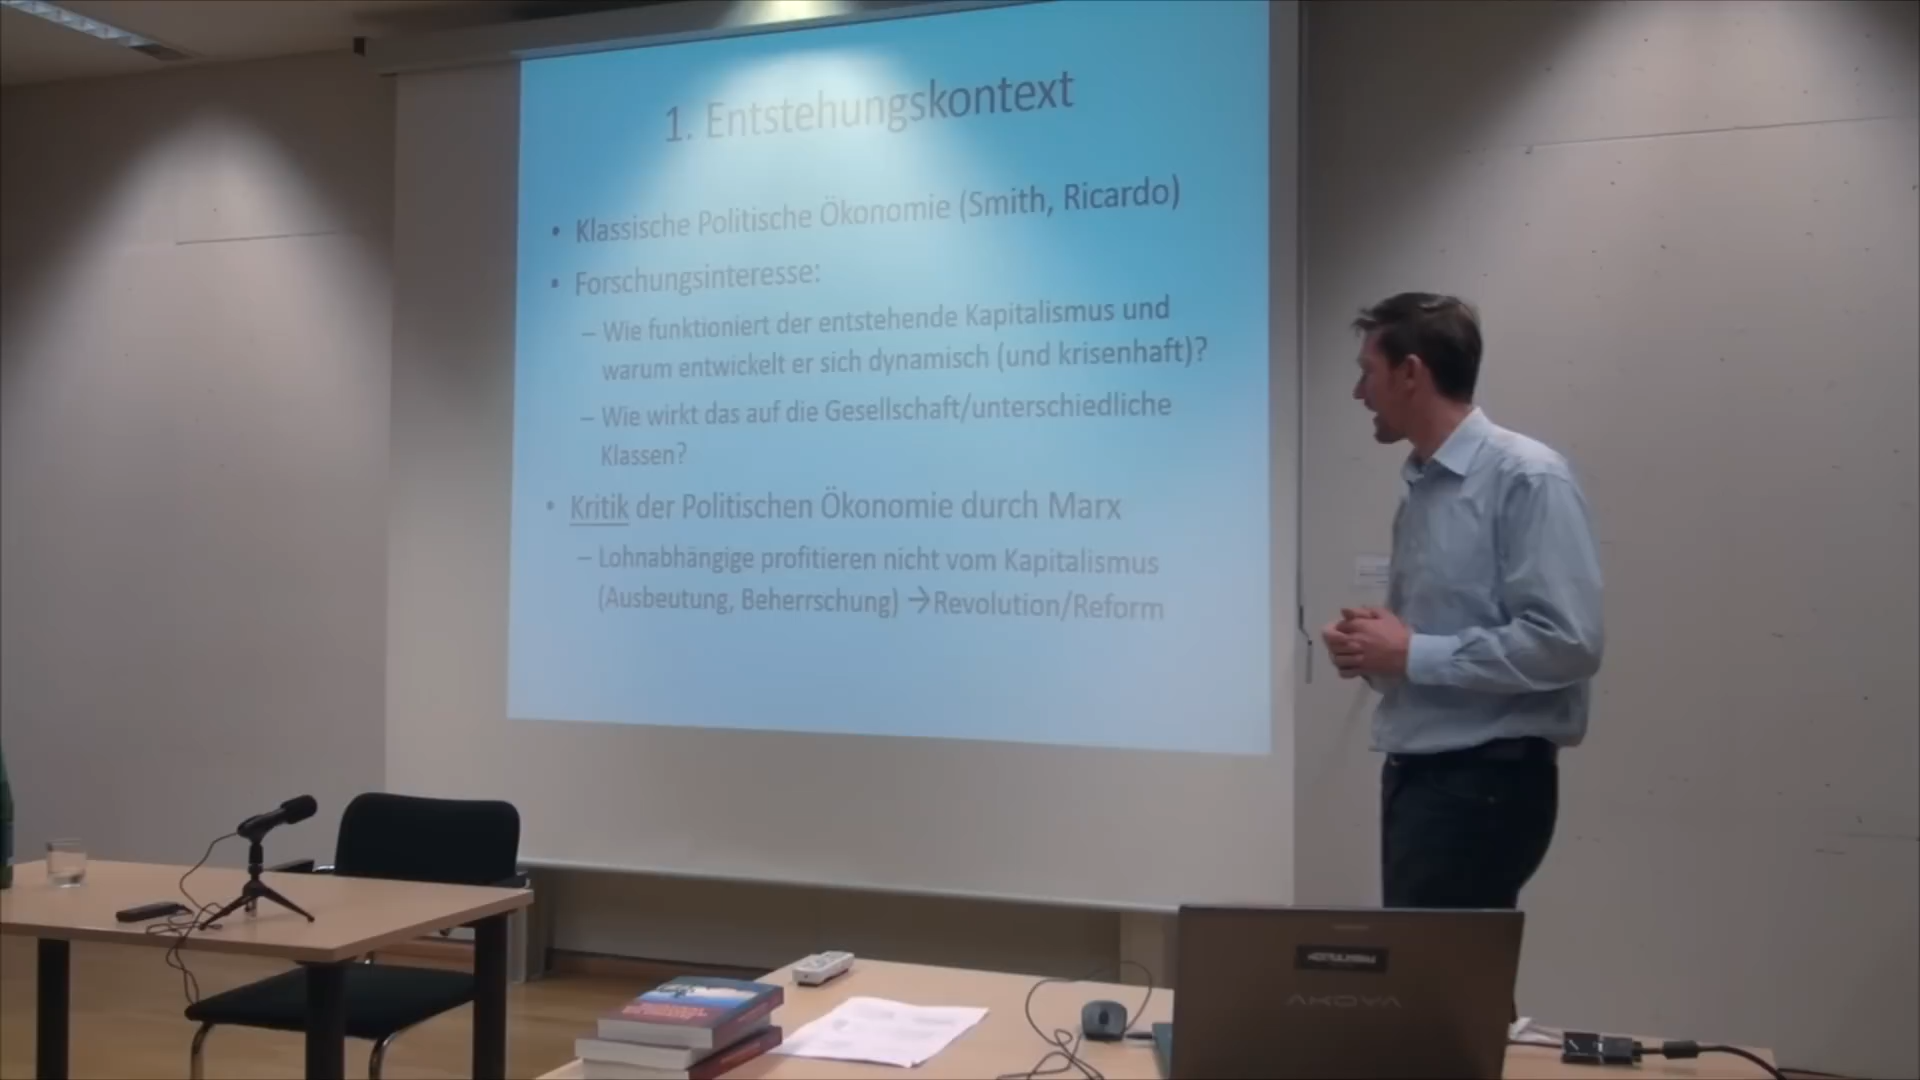 1. Entstehungskontext
• Klassische Politische Ökonomie (Smith, Ricardo)
• Forschungsinteresse:
– Wie funktioniert der entstehende Kapitalismus und
warum entwickelt er sich dynamisch (und krisenhaft)?
– Wie wirkt das auf die Gesellschaft/unterschiedliche
Klassen?
• Kritik der Politischen Ökonomie durch Marx
– Lohnabhängige profitieren nicht vom Kapitalismus
(Ausbeutung, Beherrschung) →Revolution/Reform
AKOYA